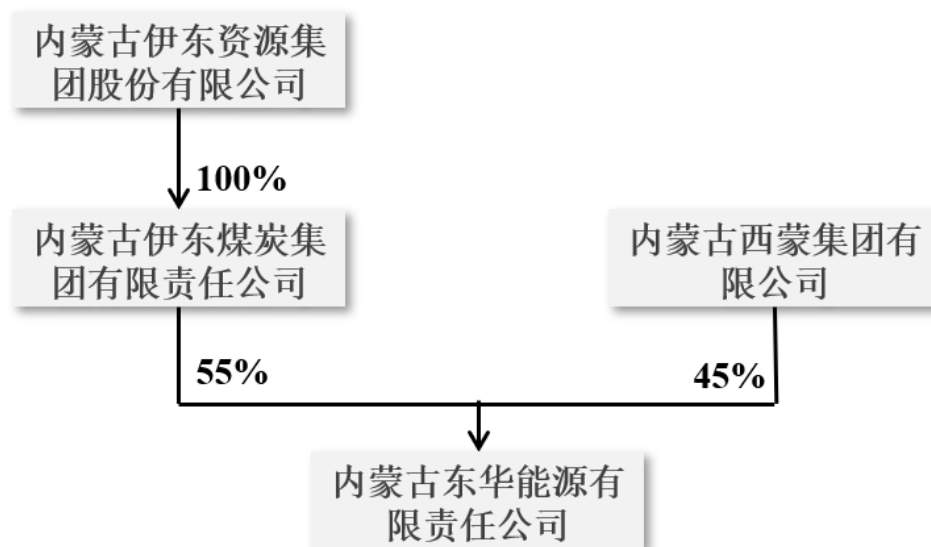 内蒙古伊东资源集
团股份有限公司
100%
内蒙古伊东煤炭集
团有限责任公司
内蒙古西蒙集团有
限公司
55%
45%
内蒙古东华能源有
限责任公司